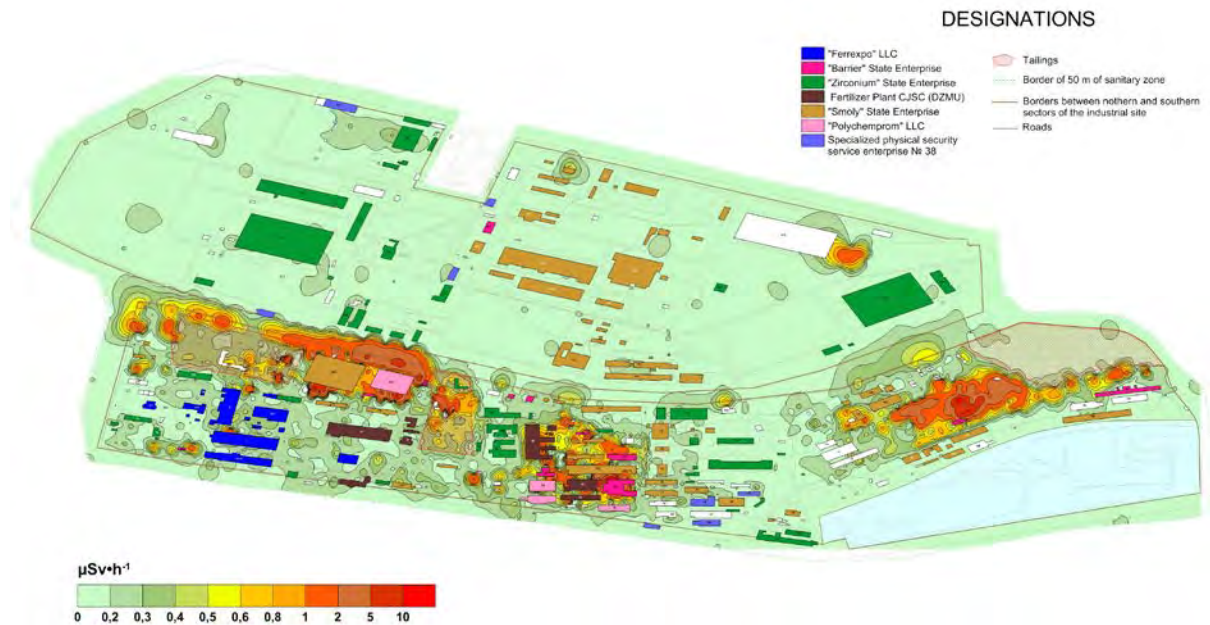 DESIGNATIONS
"Ferrexpo" LLC
"Barrier" State Enterprise
"Zirconium" State Enterprise
Fertilizer Plant CJSC (DZMU)
"Smoly" State Enterprise
"Polychemprom" LLC
Specialized physical security
service enterprise № 38
Tailings
Border of 50 m of sanitary zone
Borders between nothern and southern
sectors of the industrial site
Roads
µSv•h⁻¹
0 0,2 0,3 0,4 0,5 0,6 0,8 1 2 5 10